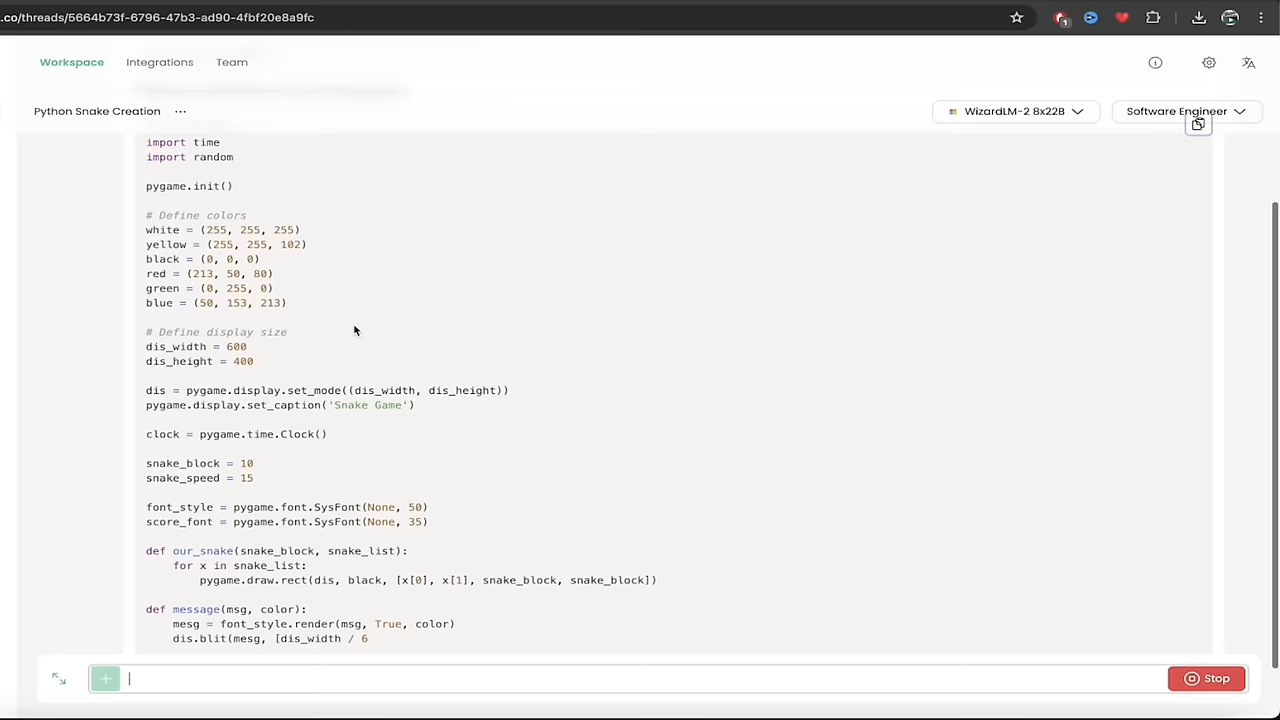 .co/threads/5664b73f-6796-47b3-ad90-4fbf20e8a9fc
1
Workspace Integrations Team
Python Snake Creation ... WizardLM-2 8x22B Software Engineer
import time
import random
pygame.init()
# Define colors
white = (255, 255, 255)
yellow = (255, 255, 102)
black = (0, 0, 0)
red = (213, 50, 80)
green = (0, 255, 0)
blue = (50, 153, 213)
# Define display size
dis_width = 600
dis_height = 400
dis = pygame.display.set_mode((dis_width, dis_height))
pygame.display.set_caption('Snake Game')
clock = pygame.time.Clock()
snake_block = 10
snake_speed = 15
font_style = pygame.font.SysFont(None, 50)
score_font = pygame.font.SysFont(None, 35)
def our_snake(snake_block, snake_list):
    for x in snake_list:
        pygame.draw.rect(dis, black, [x[0], x[1], snake_block, snake_block])
def message(msg, color):
    mesg = font_style.render(msg, True, color)
    dis.blit(mesg, [dis_width / 6
Stop